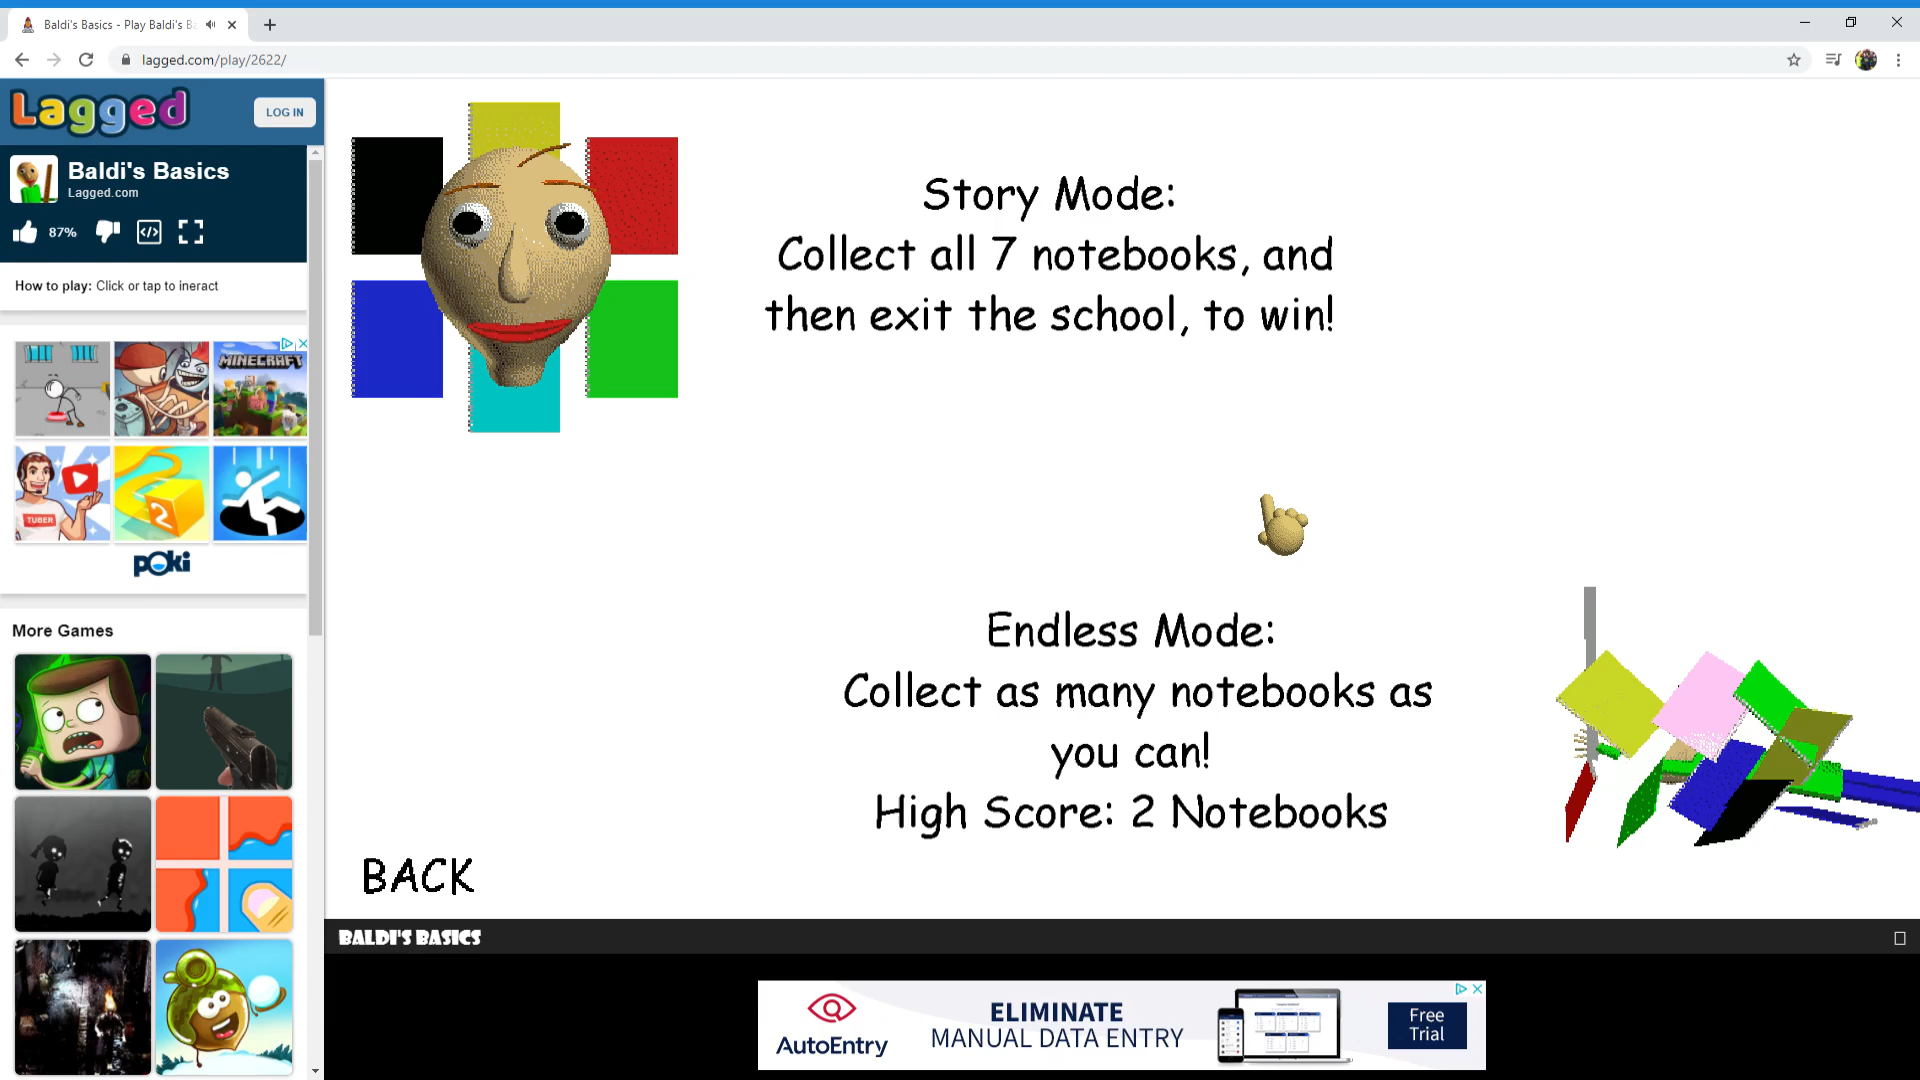 Baldi's Basics - Play Baldi's Ba
lagged.com/play/2622/
Lagged
LOG IN
Baldi's Basics
Lagged.com
87%
How to play: Click or tap to ineract
MINECRAFT
TUBER
2
POKI
More Games
Story Mode:
Collect all 7 notebooks, and
then exit the school, to win!
Endless Mode:
Collect as many notebooks as
you can!
High Score: 2 Notebooks
BACK
BALDI'S BASICS
AutoEntry
ELIMINATE
MANUAL DATA ENTRY
Free
Trial